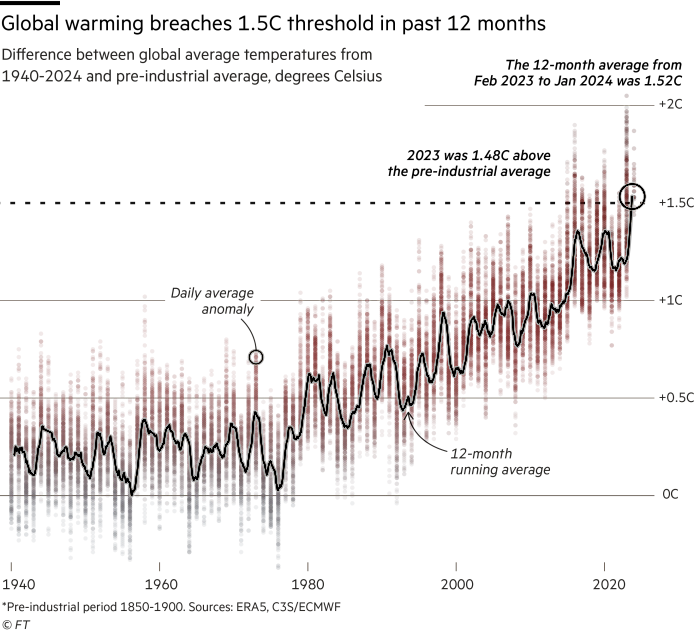 Global warming breaches 1.5C threshold in past 12 months
Difference between global average temperatures from
1940-2024 and pre-industrial average, degrees Celsius
The 12-month average from
Feb 2023 to Jan 2024 was 1.52C
+2C
2023 was 1.48C above
the pre-industrial average
+1.5C
Daily average
anomaly
+1C
+0.5C
12-month
running average
0C
1940
1960
1980
2000
2020
*Pre-industrial period 1850-1900. Sources: ERA5, C3S/ECMWF
© FT